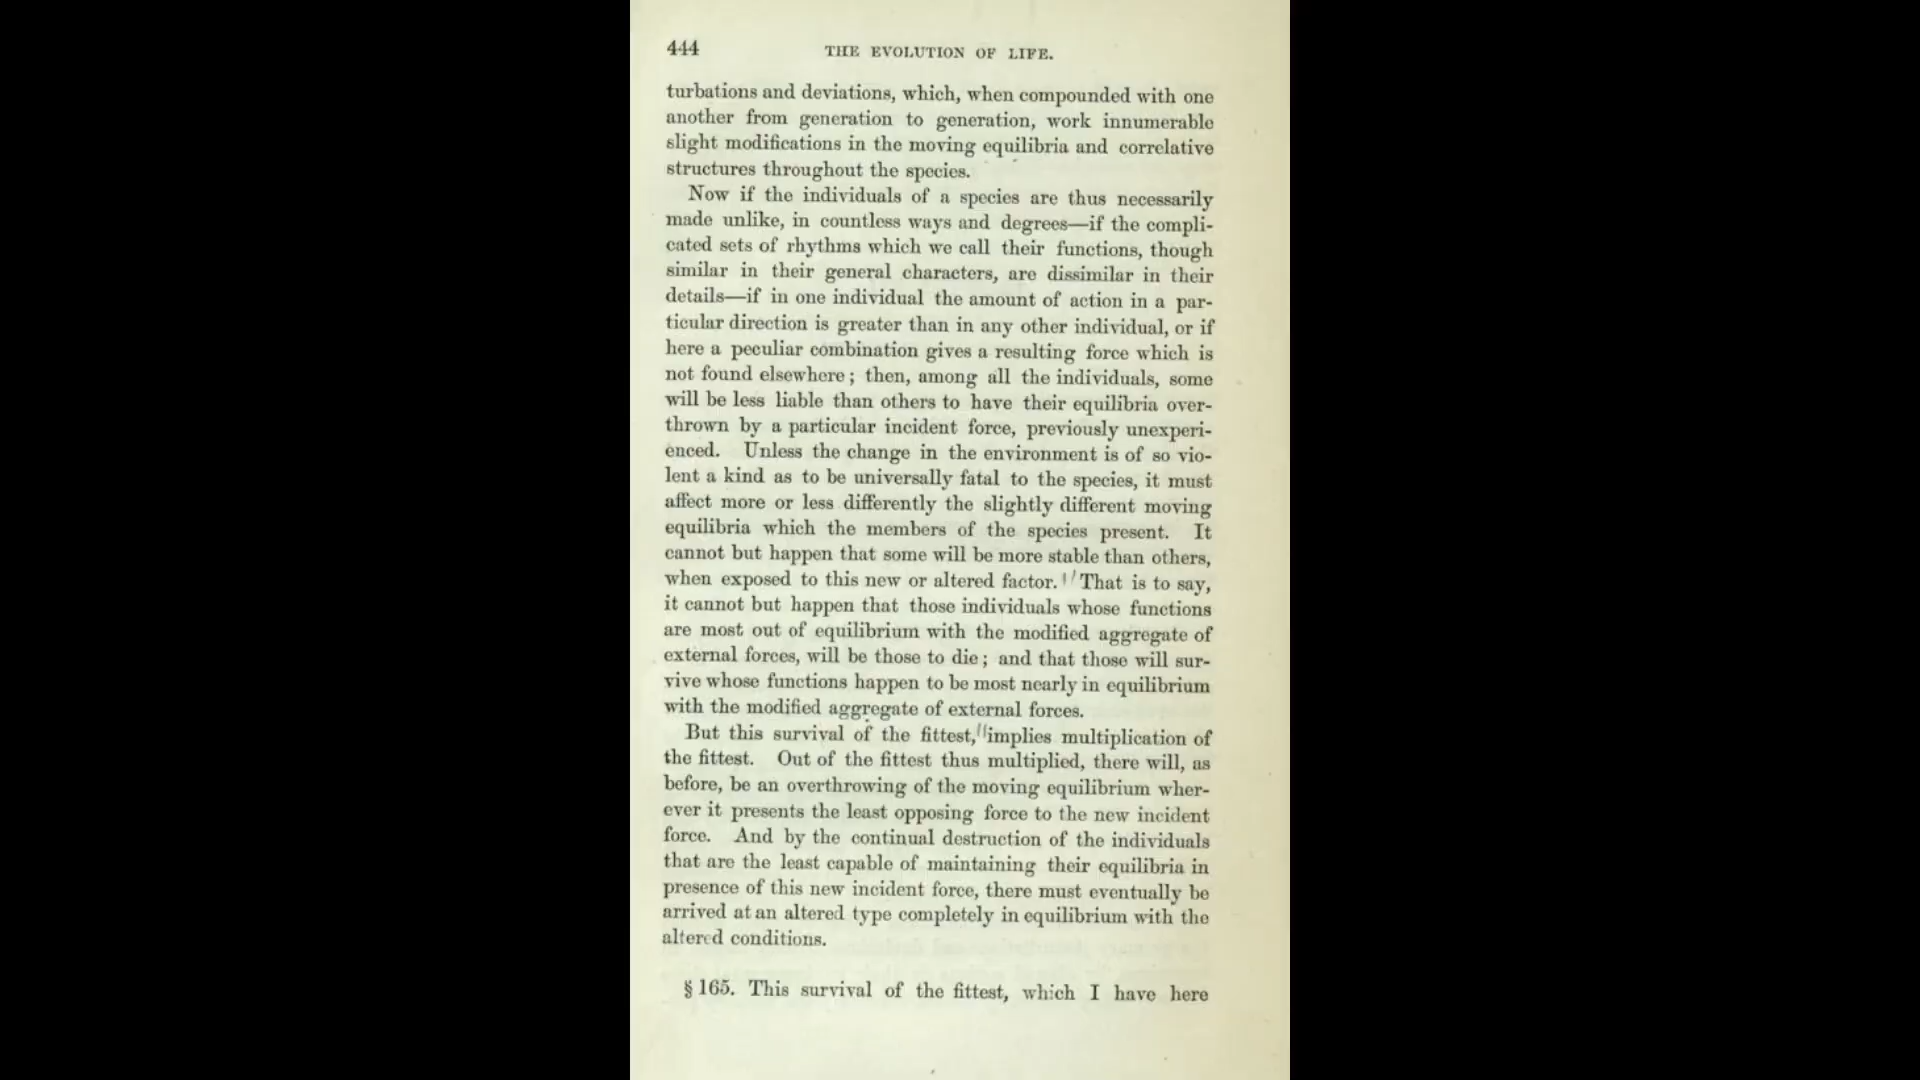 444 THE EVOLUTION OF LIFE.
turbations and deviations, which, when compounded with one
another from generation to generation, work innumerable
slight modifications in the moving equilibria and correlative
structures throughout the species.
Now if the individuals of a species are thus necessarily
made unlike, in countless ways and degrees—if the compli-
cated sets of rhythms which we call their functions, though
similar in their general characters, are dissimilar in their
details—if in one individual the amount of action in a par-
ticular direction is greater than in any other individual, or if
here a peculiar combination gives a resulting force which is
not found elsewhere; then, among all the individuals, some
will be less liable than others to have their equilibria over-
thrown by a particular incident force, previously unexperi-
enced. Unless the change in the environment is of so vio-
lent a kind as to be universally fatal to the species, it must
affect more or less differently the slightly different moving
equilibria which the members of the species present. It
cannot but happen that some will be more stable than others,
when exposed to this new or altered factor. That is to say,
it cannot but happen that those individuals whose functions
are most out of equilibrium with the modified aggregate of
external forces, will be those to die; and that those will sur-
vive whose functions happen to be most nearly in equilibrium
with the modified aggregate of external forces.
But this survival of the fittest, implies multiplication of
the fittest. Out of the fittest thus multiplied, there will, as
before, be an overthrowing of the moving equilibrium wher-
ever it presents the least opposing force to the new incident
force. And by the continual destruction of the individuals
that are the least capable of maintaining their equilibria in
presence of this new incident force, there must eventually be
arrived at an altered type completely in equilibrium with the
altered conditions.
§ 165. This survival of the fittest, which I have here